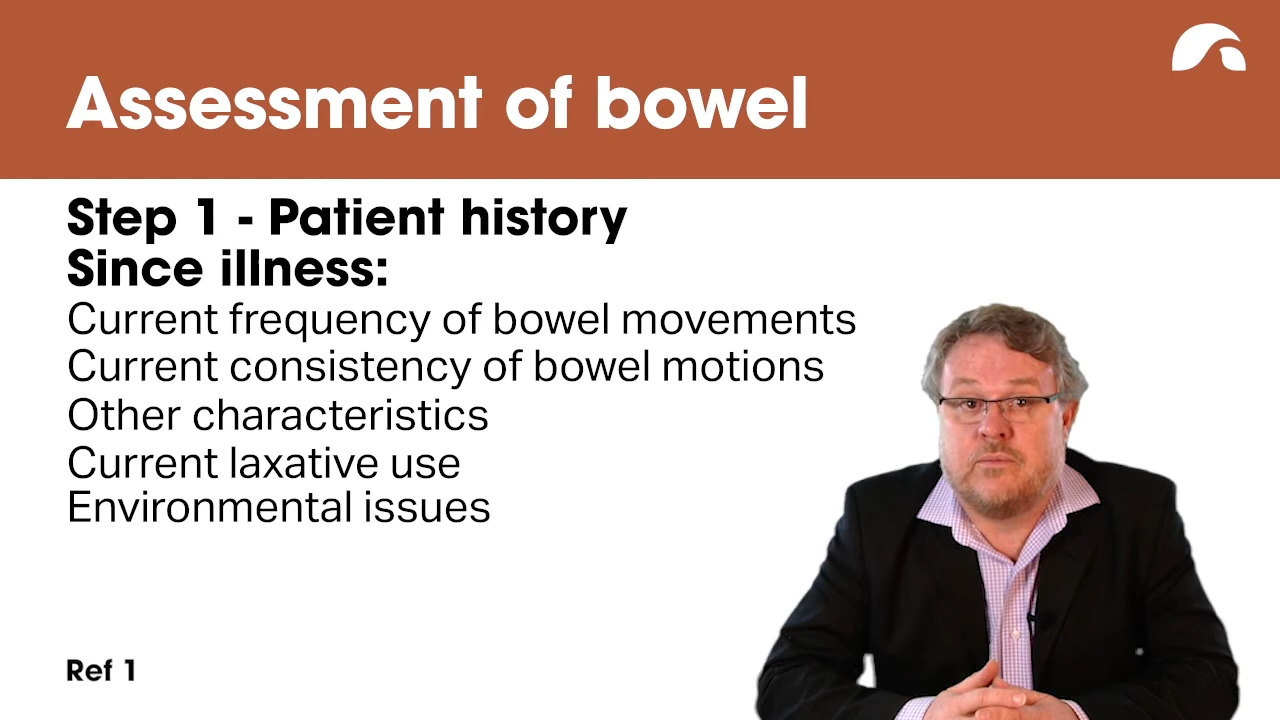 Assessment of bowel
Step 1 - Patient history
Since illness:
Current frequency of bowel movements
Current consistency of bowel motions
Other characteristics
Current laxative use
Environmental issues
Ref 1